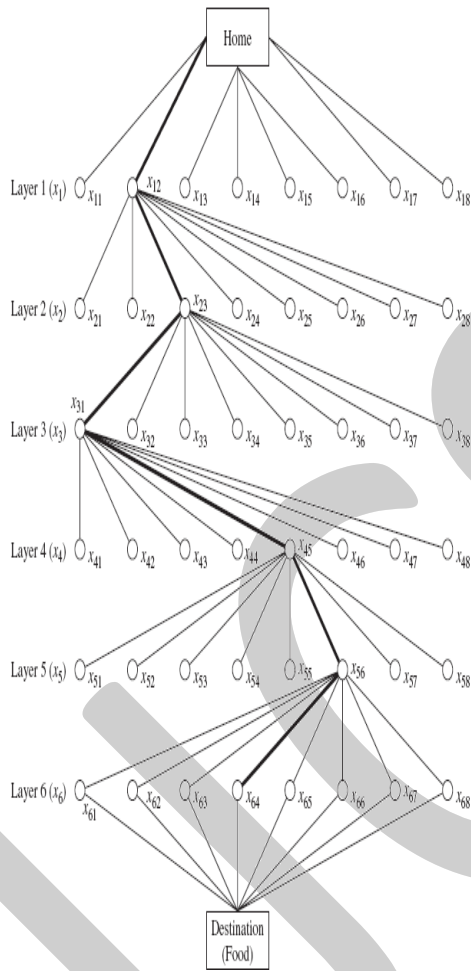 Home
Layer 1 (x₁) x₁₁ x₁₂ x₁₃ x₁₄ x₁₅ x₁₆ x₁₇ x₁₈
Layer 2 (x₂) x₂₁ x₂₂ x₂₃ x₂₄ x₂₅ x₂₆ x₂₇ x₂₈
Layer 3 (x₃) x₃₁ x₃₂ x₃₃ x₃₄ x₃₅ x₃₆ x₃₇ x₃₈
Layer 4 (x₄) x₄₁ x₄₂ x₄₃ x₄₄ x₄₅ x₄₆ x₄₇ x₄₈
Layer 5 (x₅) x₅₁ x₅₂ x₅₃ x₅₄ x₅₅ x₅₆ x₅₇ x₅₈
Layer 6 (x₆) x₆₁ x₆₂ x₆₃ x₆₄ x₆₅ x₆₆ x₆₇ x₆₈
Destination
(Food)